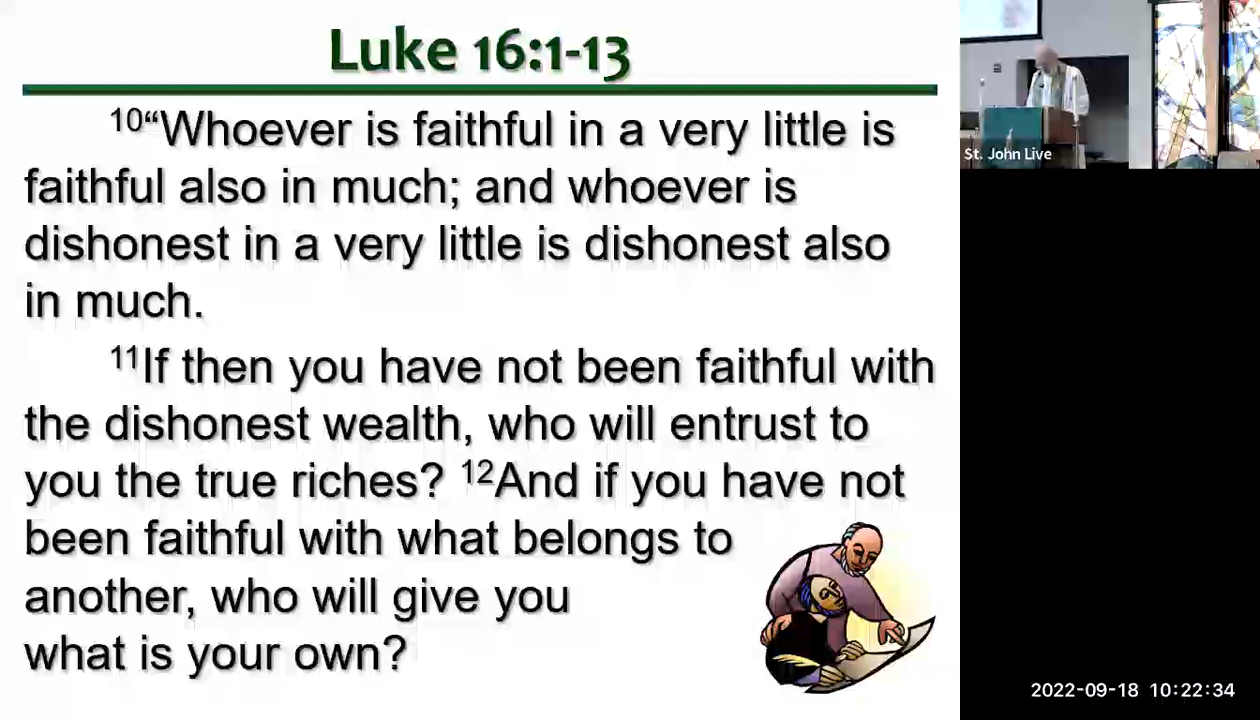 Luke 16:1-13
10“Whoever is faithful in a very little is
faithful also in much; and whoever is
dishonest in a very little is dishonest also
in much.
11If then you have not been faithful with
the dishonest wealth, who will entrust to
you the true riches? 12And if you have not
been faithful with what belongs to
another, who will give you
what is your own?
St. John Live
2022-09-18 10:22:34